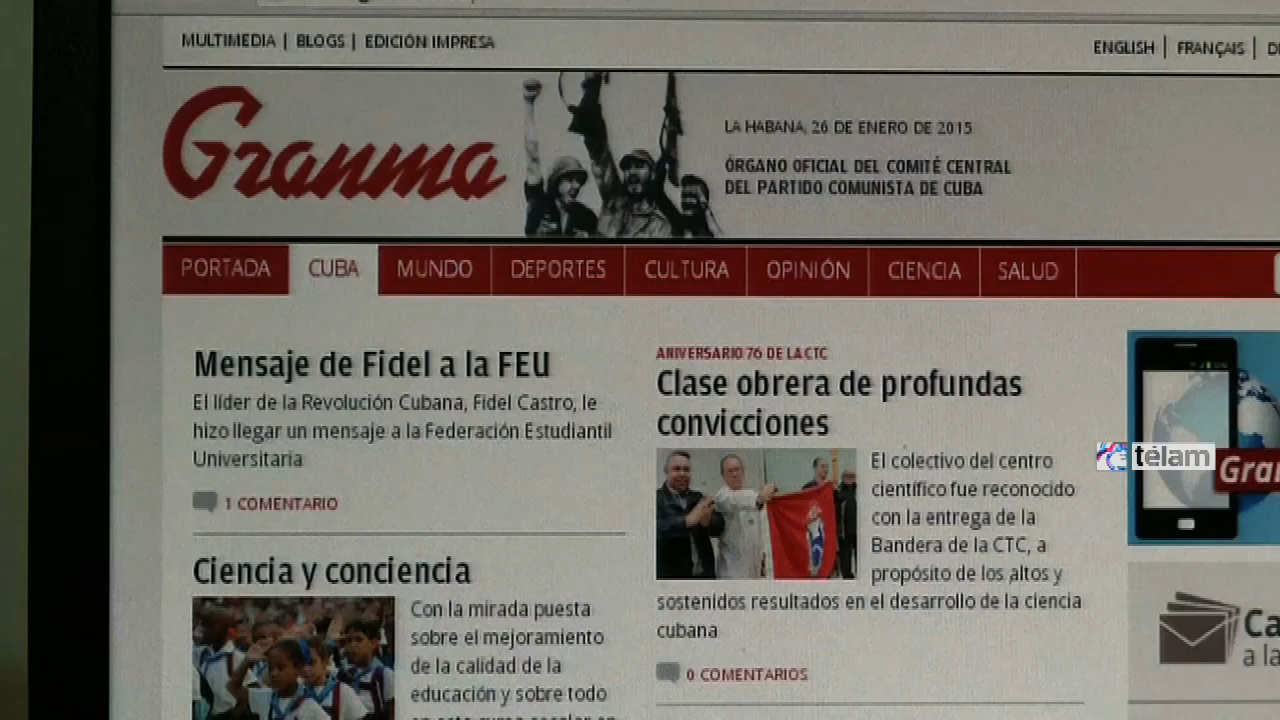 MULTIMEDIA | BLOGS | EDICIÓN IMPRESA
ENGLISH | FRANÇAIS |
Granma
LA HABANA, 26 DE ENERO DE 2015
ÓRGANO OFICIAL DEL COMITÉ CENTRAL
DEL PARTIDO COMUNISTA DE CUBA
PORTADA CUBA MUNDO DEPORTES CULTURA OPINIÓN CIENCIA SALUD
Mensaje de Fidel a la FEU
El líder de la Revolución Cubana, Fidel Castro, le
hizo llegar un mensaje a la Federación Estudiantil
Universitaria
1 COMENTARIO
Ciencia y conciencia
Con la mirada puesta
sobre el mejoramiento
de la calidad de la
educación y sobre todo
ANIVERSARIO 76 DE LA CTC
Clase obrera de profundas
convicciones
El colectivo del centro
científico fue reconocido
con la entrega de la
Bandera de la CTC, a
propósito de los altos y
sostenidos resultados en el desarrollo de la ciencia
cubana
0 COMENTARIOS
télam
Gra
Ca
a la